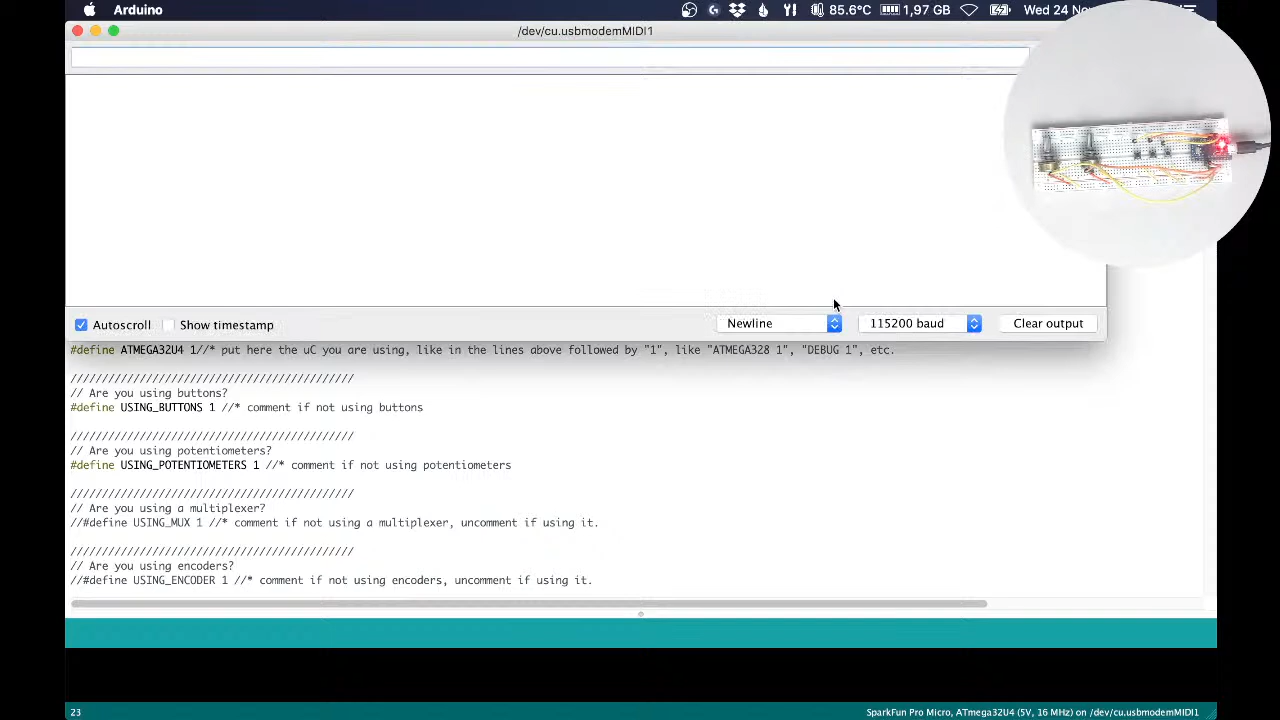 Arduino
85.6°C
1,97 GB
Wed 24 No
/dev/cu.usbmodemMIDI1
Autoscroll
Show timestamp
Newline
115200 baud
Clear output
#define ATMEGA32U4 1//* put here the uC you are using, like in the lines above followed by "1", like "ATMEGA328 1", "DEBUG 1", etc.
/////////////////////////////////////////////
// Are you using buttons?
#define USING_BUTTONS 1 //* comment if not using buttons
/////////////////////////////////////////////
// Are you using potentiometers?
#define USING_POTENTIOMETERS 1 //* comment if not using potentiometers
/////////////////////////////////////////////
// Are you using a multiplexer?
//#define USING_MUX 1 //* comment if not using a multiplexer, uncomment if using it.
/////////////////////////////////////////////
// Are you using encoders?
//#define USING_ENCODER 1 //* comment if not using encoders, uncomment if using it.
23
SparkFun Pro Micro, ATmega32U4 (5V, 16 MHz) on /dev/cu.usbmodemMIDI1